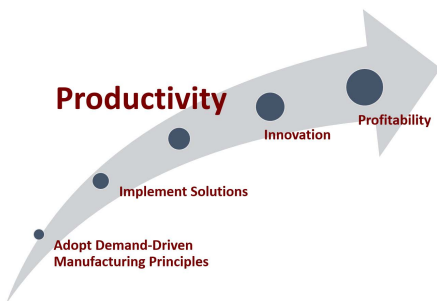 Productivity
Profitability
Innovation
Implement Solutions
Adopt Demand-Driven
Manufacturing Principles